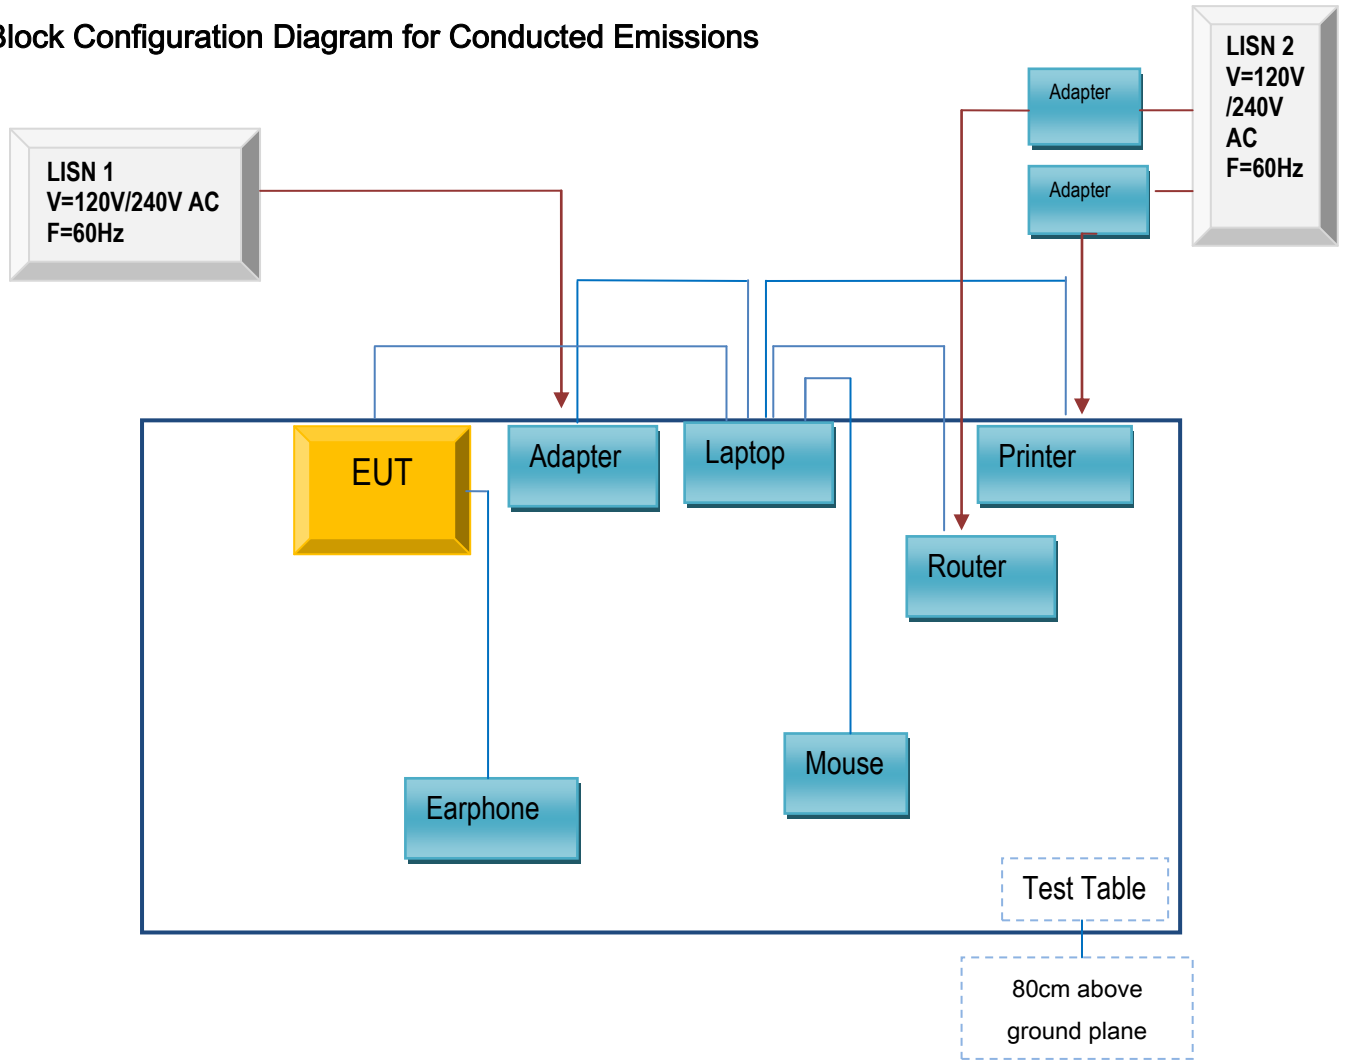 Block Configuration Diagram for Conducted Emissions
LISN 2
V=120V
/240V
AC
F=60Hz
Adapter
Adapter
LISN 1
V=120V/240V AC
F=60Hz
EUT
Adapter
Laptop
Printer
Router
Mouse
Earphone
Test Table
80cm above
ground plane